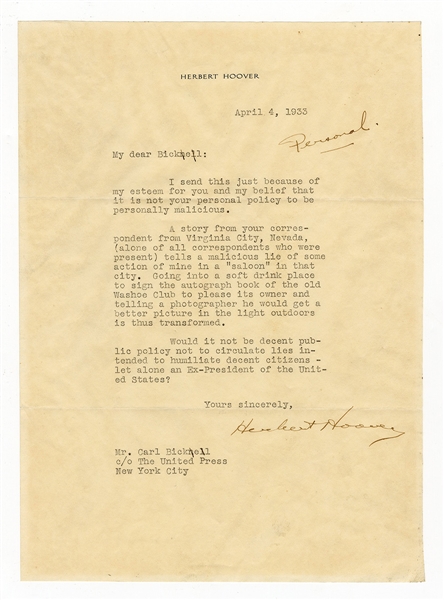 HERBERT HOOVER
April 4, 1933
Personal.
My dear Bickell:
I send this just because of
my esteem for you and my belief that
it is not your personal policy to be
personally malicious.
A story from your corres-
pondent from Virginia City, Nevada,
(alone of all correspondents who were
present) tells a malicious lie of some
action of mine in a "saloon" in that
city. Going into a soft drink place
to sign the autograph book of the old
Washoe Club to please its owner and
telling a photographer he would get a
better picture in the light outdoors
is thus transformed.
Would it not be decent pub-
lic policy not to circulate lies in-
tended to humiliate decent citizens -
let alone an Ex-President of the Unit-
ed States?
Yours sincerely,
Herbert Hoover
Mr. Carl Bickell
c/o The United Press
New York City